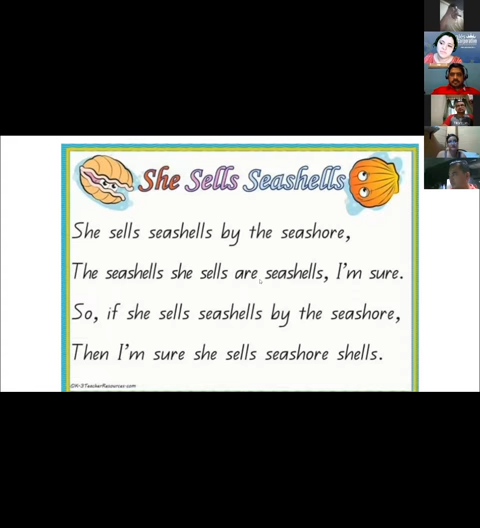 She Sells Seashells
She sells seashells by the seashore,
The seashells she sells are seashells, I'm sure.
So, if she sells seashells by the seashore,
Then I'm sure she sells seashore shells.
©K-3TeacherResources.com